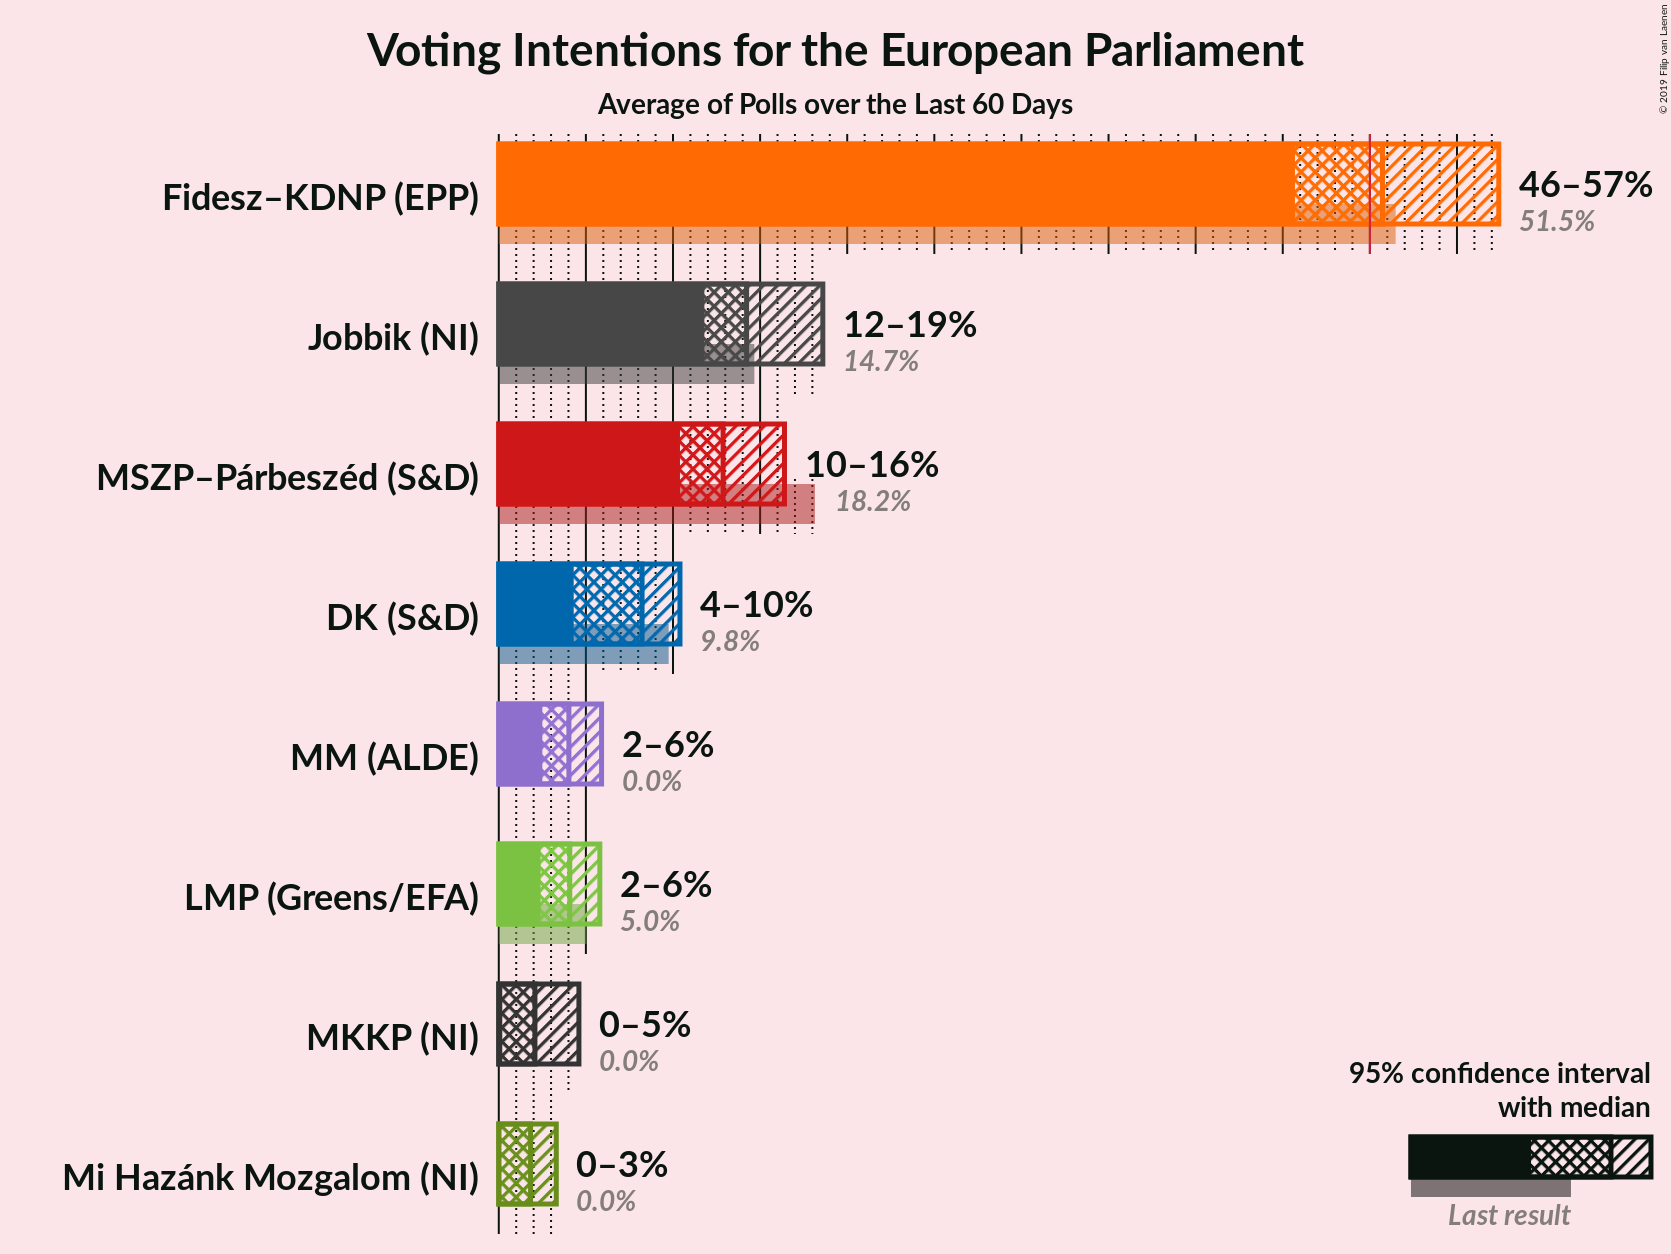 Voting Intentions for the European Parliament
Average of Polls over the Last 60 Days
© 2019 Filip van Laenen
Fidesz–KDNP (EPP)
46–57%
51.5%
Jobbik (NI)
12–19%
14.7%
MSZP–Párbeszéd (S&D)
10–16%
18.2%
DK (S&D)
4–10%
9.8%
MM (ALDE)
2–6%
0.0%
LMP (Greens/EFA)
2–6%
5.0%
MKKP (NI)
0–5%
0.0%
Mi Hazánk Mozgalom (NI)
0–3%
0.0%
95% confidence interval
with median
Last result